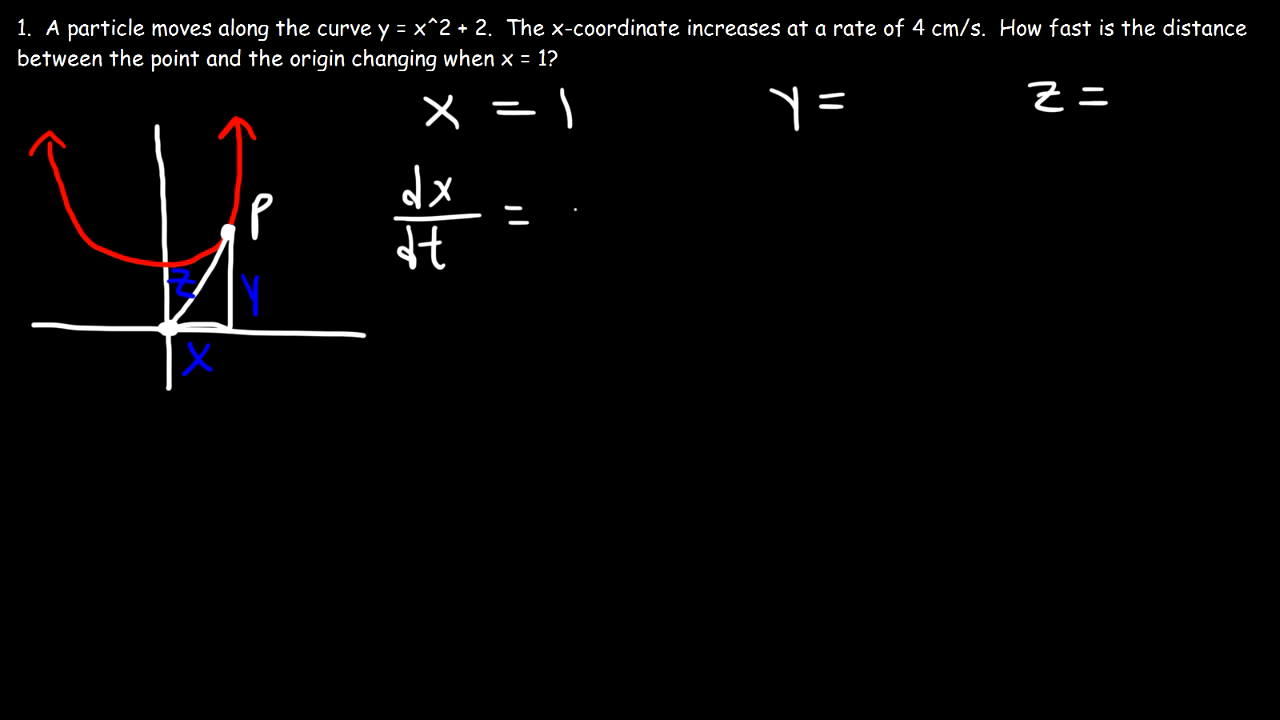 1. A particle moves along the curve y = x^2 + 2. The x-coordinate increases at a rate of 4 cm/s. How fast is the distance
between the point and the origin changing when x = 1?
x = 1 y = z =
dx/dt =
P
z y
x